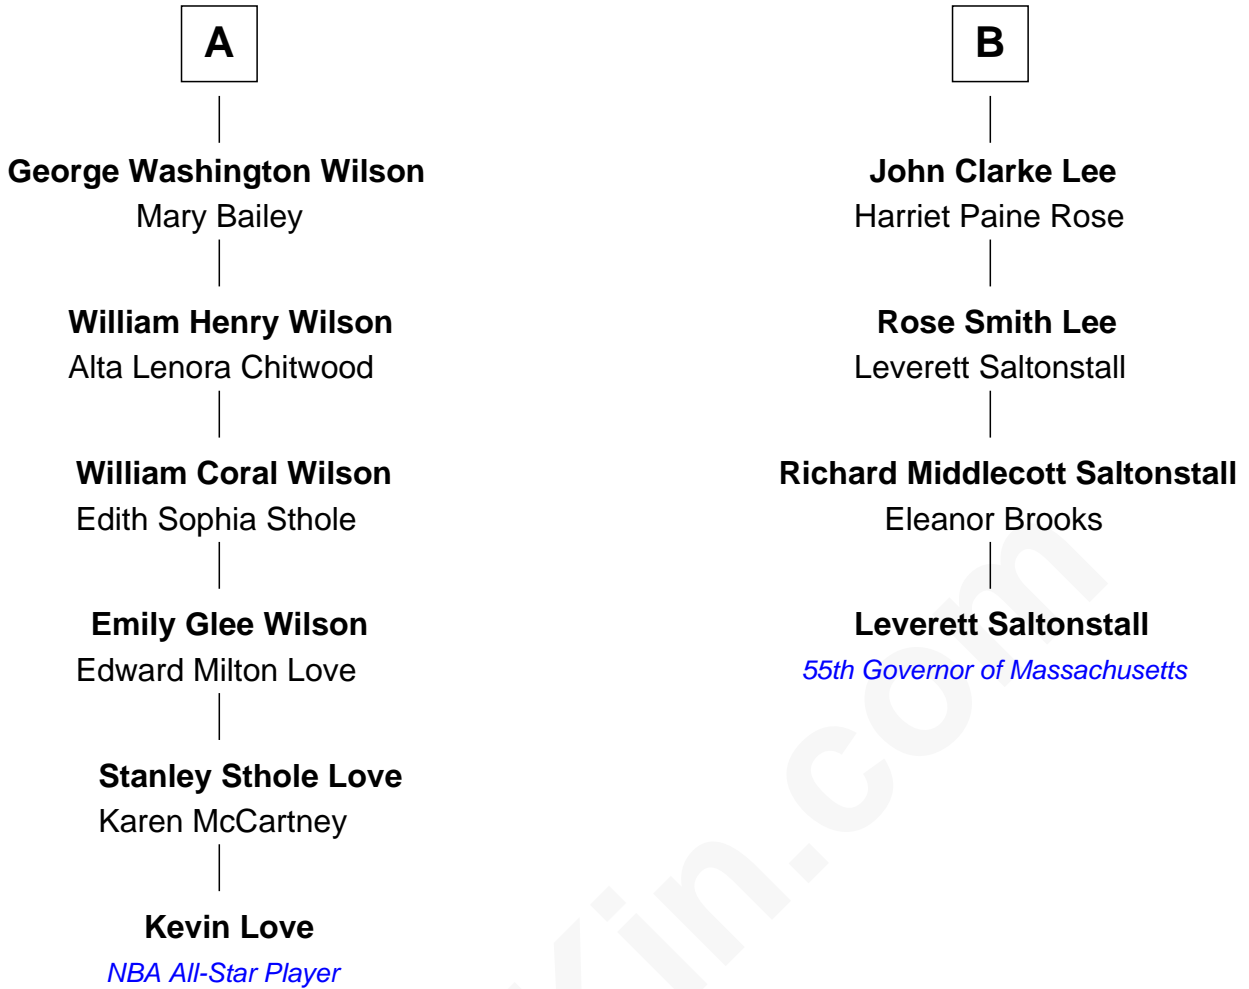 A
George Washington Wilson
Mary Bailey
William Henry Wilson
Alta Lenora Chitwood
William Coral Wilson
Edith Sophia Sthole
Emily Glee Wilson
Edward Milton Love
Stanley Sthole Love
Karen McCartney
Kevin Love
NBA All-Star Player
B
John Clarke Lee
Harriet Paine Rose
Rose Smith Lee
Leverett Saltonstall
Richard Middlecott Saltonstall
Eleanor Brooks
Leverett Saltonstall
55th Governor of Massachusetts
Kin.com